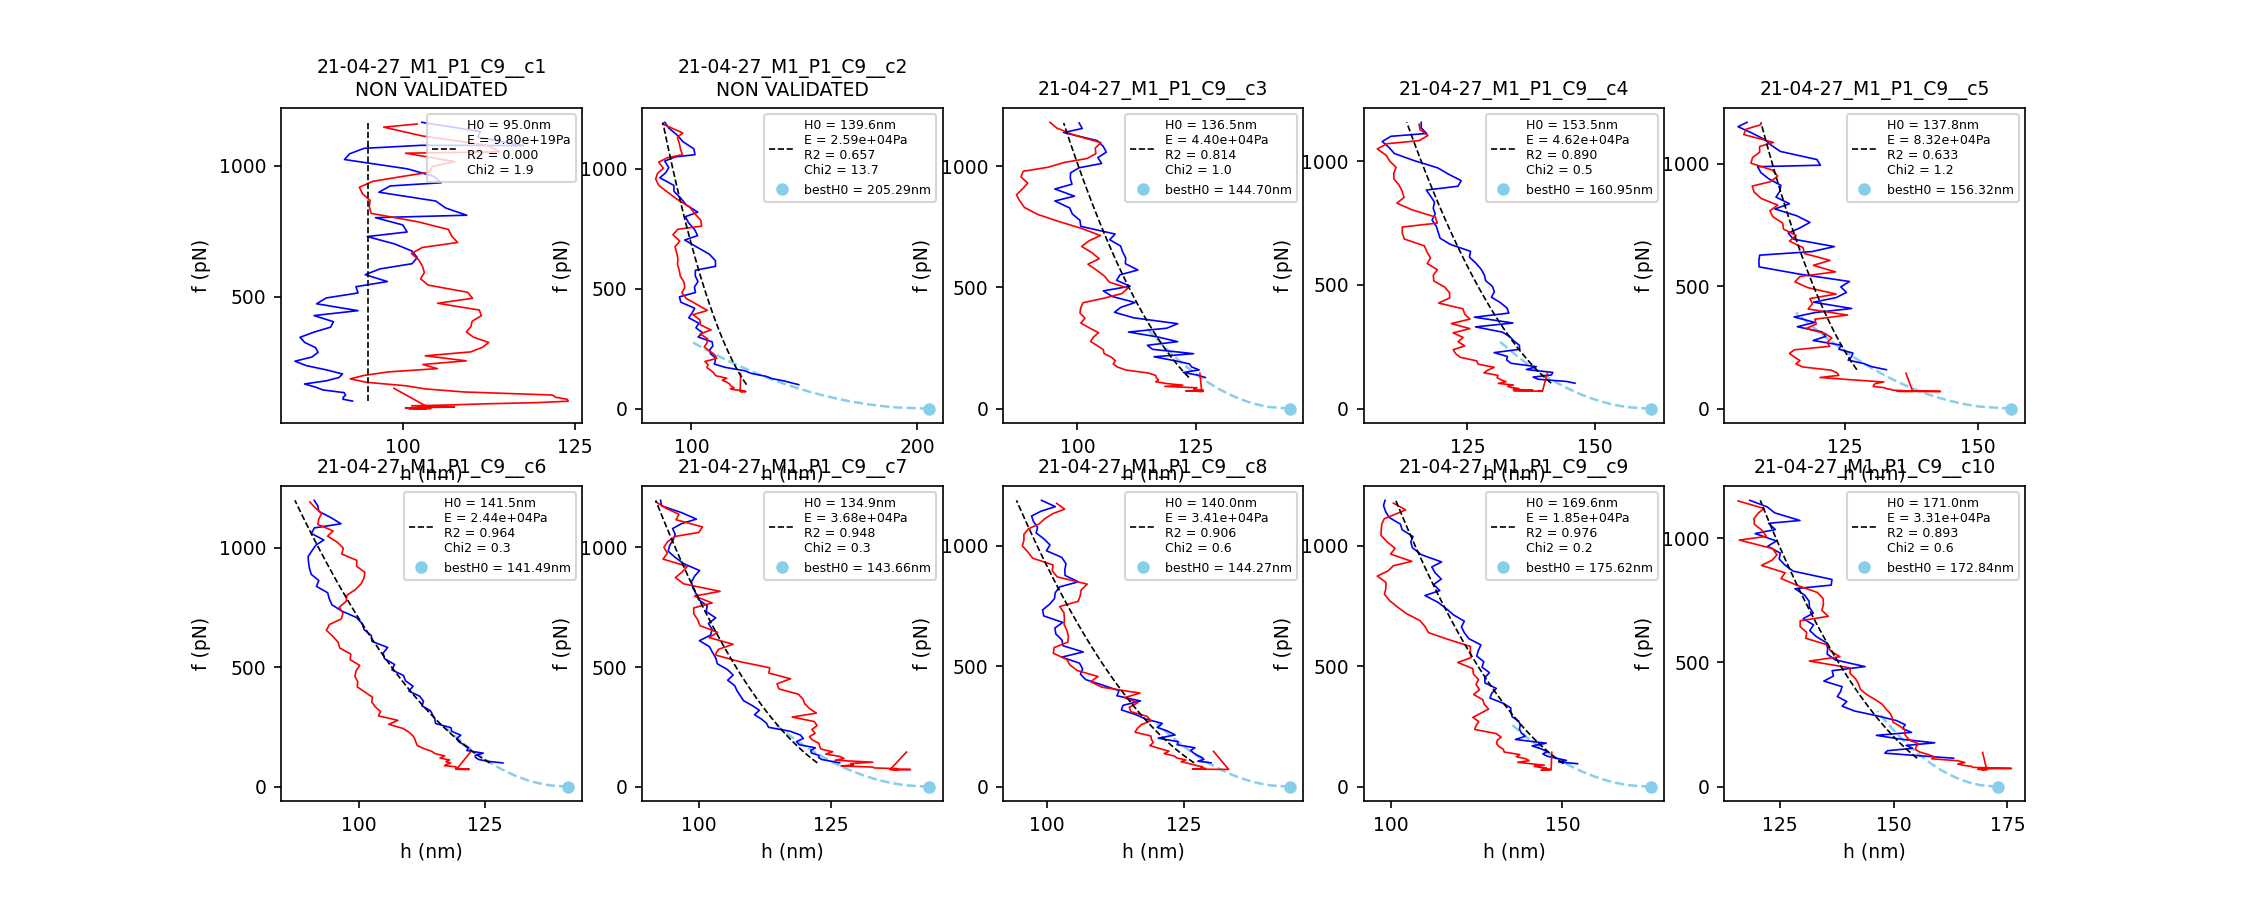 21-04-27_M1_P1_C9__c1
NON VALIDATED
f (pN)
1000
500
100
125
h (nm)
H0 = 95.0nm
E = 9.80e+19Pa
R2 = 0.000
Chi2 = 1.9
21-04-27_M1_P1_C9__c2
NON VALIDATED
f (pN)
1000
500
0
100
200
h (nm)
H0 = 139.6nm
E = 2.59e+04Pa
R2 = 0.657
Chi2 = 13.7
bestH0 = 205.29nm
21-04-27_M1_P1_C9__c3
f (pN)
1000
500
0
100
125
h (nm)
H0 = 136.5nm
E = 4.40e+04Pa
R2 = 0.814
Chi2 = 1.0
bestH0 = 144.70nm
21-04-27_M1_P1_C9__c4
f (pN)
1000
500
0
125
150
h (nm)
H0 = 153.5nm
E = 4.62e+04Pa
R2 = 0.890
Chi2 = 0.5
bestH0 = 160.95nm
21-04-27_M1_P1_C9__c5
f (pN)
1000
500
0
125
150
h (nm)
H0 = 137.8nm
E = 8.32e+04Pa
R2 = 0.633
Chi2 = 1.2
bestH0 = 156.32nm
21-04-27_M1_P1_C9__c6
f (pN)
1000
500
0
100
125
h (nm)
H0 = 141.5nm
E = 2.44e+04Pa
R2 = 0.964
Chi2 = 0.3
bestH0 = 141.49nm
21-04-27_M1_P1_C9__c7
f (pN)
1000
500
0
100
125
h (nm)
H0 = 134.9nm
E = 3.68e+04Pa
R2 = 0.948
Chi2 = 0.3
bestH0 = 143.66nm
21-04-27_M1_P1_C9__c8
f (pN)
1000
500
0
100
125
h (nm)
H0 = 140.0nm
E = 3.41e+04Pa
R2 = 0.906
Chi2 = 0.6
bestH0 = 144.27nm
21-04-27_M1_P1_C9__c9
f (pN)
1000
500
0
100
150
h (nm)
H0 = 169.6nm
E = 1.85e+04Pa
R2 = 0.976
Chi2 = 0.2
bestH0 = 175.62nm
21-04-27_M1_P1_C9__c10
f (pN)
1000
500
0
125
150
175
h (nm)
H0 = 171.0nm
E = 3.31e+04Pa
R2 = 0.893
Chi2 = 0.6
bestH0 = 172.84nm